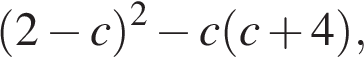 (2 − c)² − c(c + 4),